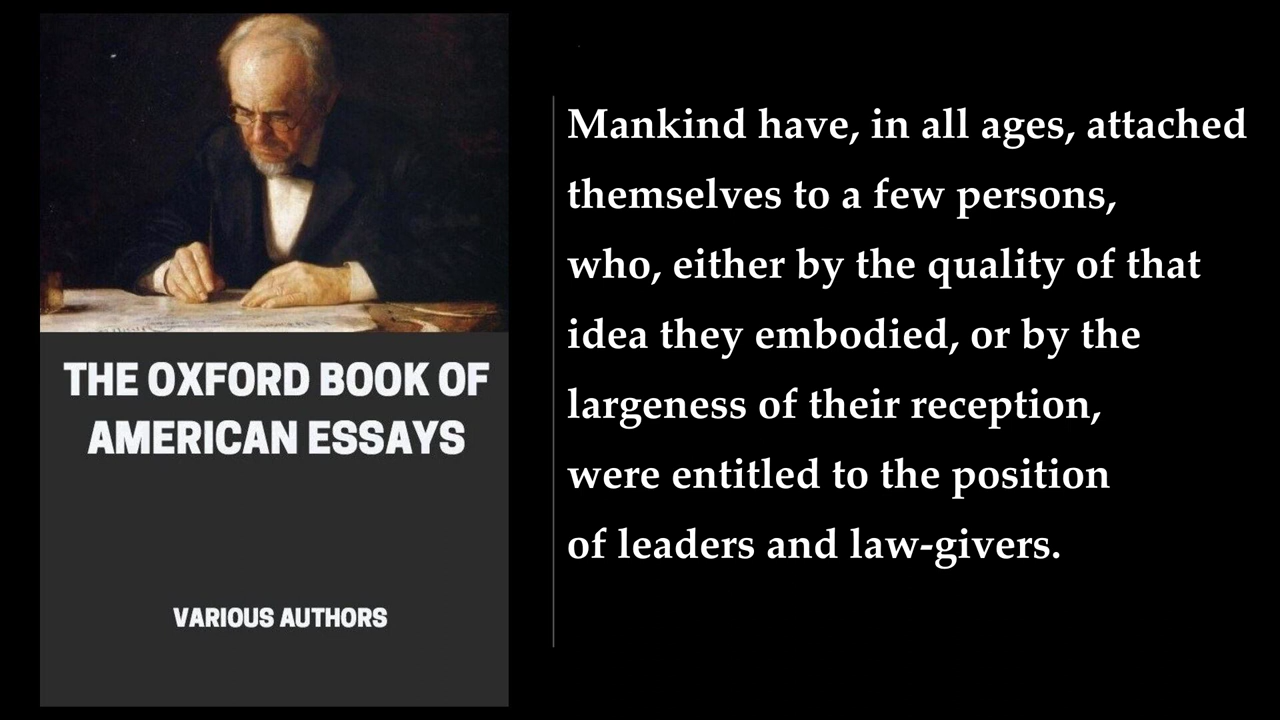 THE OXFORD BOOK OF
AMERICAN ESSAYS
VARIOUS AUTHORS
Mankind have, in all ages, attached
themselves to a few persons,
who, either by the quality of that
idea they embodied, or by the
largeness of their reception,
were entitled to the position
of leaders and law-givers.